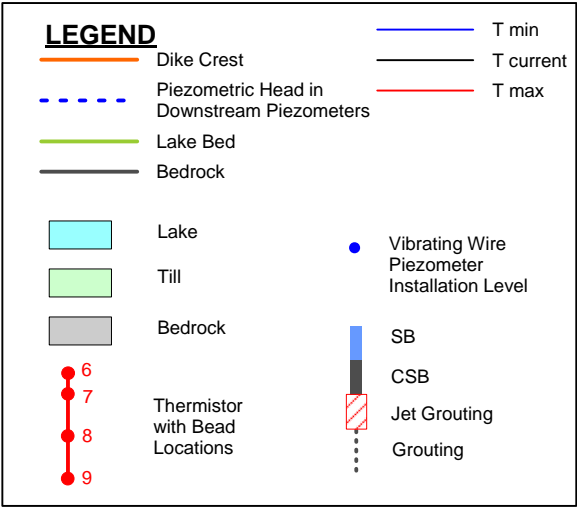 LEGEND
Dike Crest
Piezometric Head in
Downstream Piezometers
Lake Bed
Bedrock
T min
T current
T max
Lake
Till
Bedrock
6
7
8
9
Thermistor
with Bead
Locations
Vibrating Wire
Piezometer
Installation Level
SB
CSB
Jet Grouting
Grouting